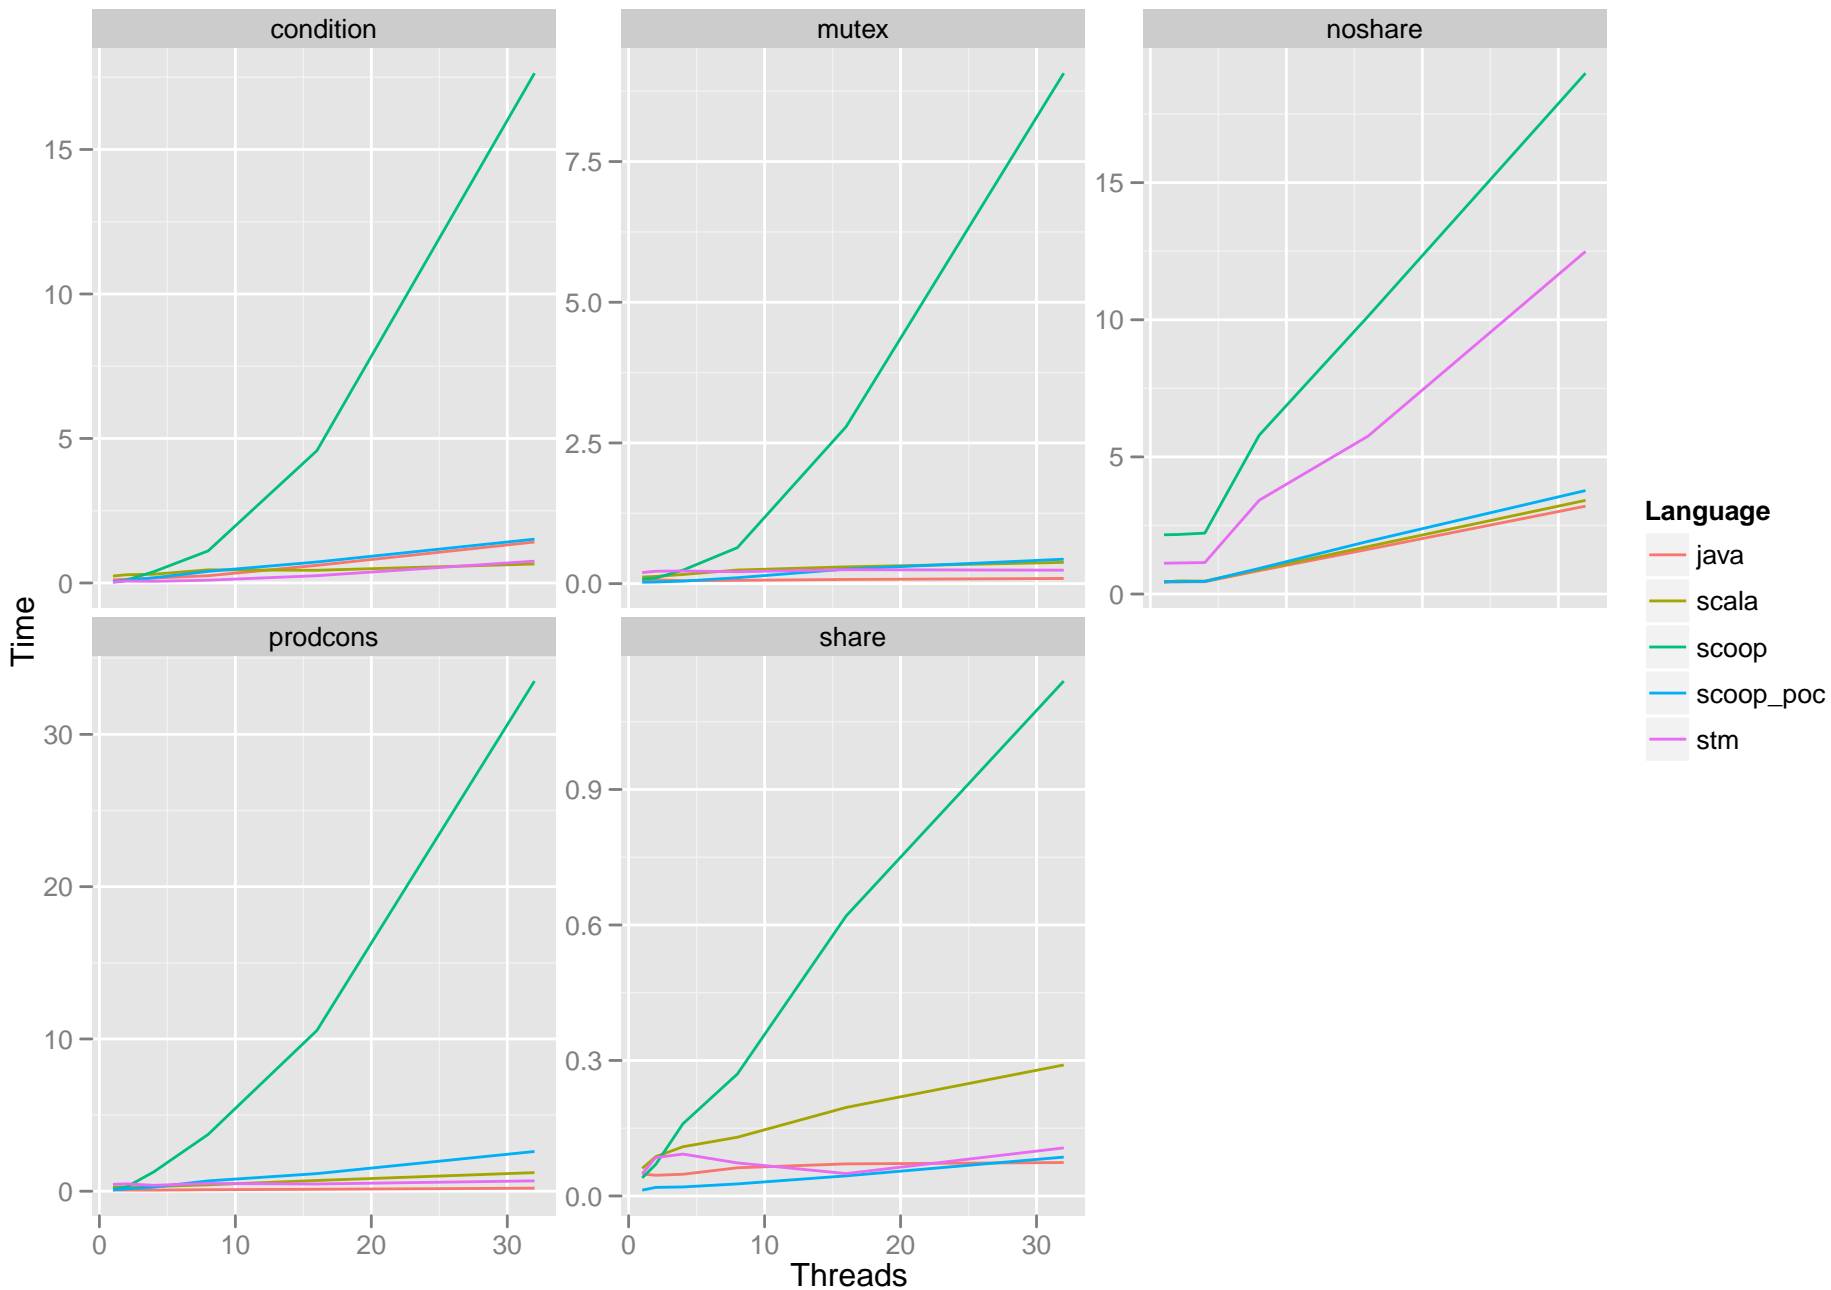 condition mutex noshare
15
10
5
0
7.5
5.0
2.5
0.0
15
10
5
0
prodcons share
30
20
10
0
0.9
0.6
0.3
0.0
0 10 20 30
0 10 20 30
Time
Threads
Language
java
scala
scoop
scoop_poc
stm